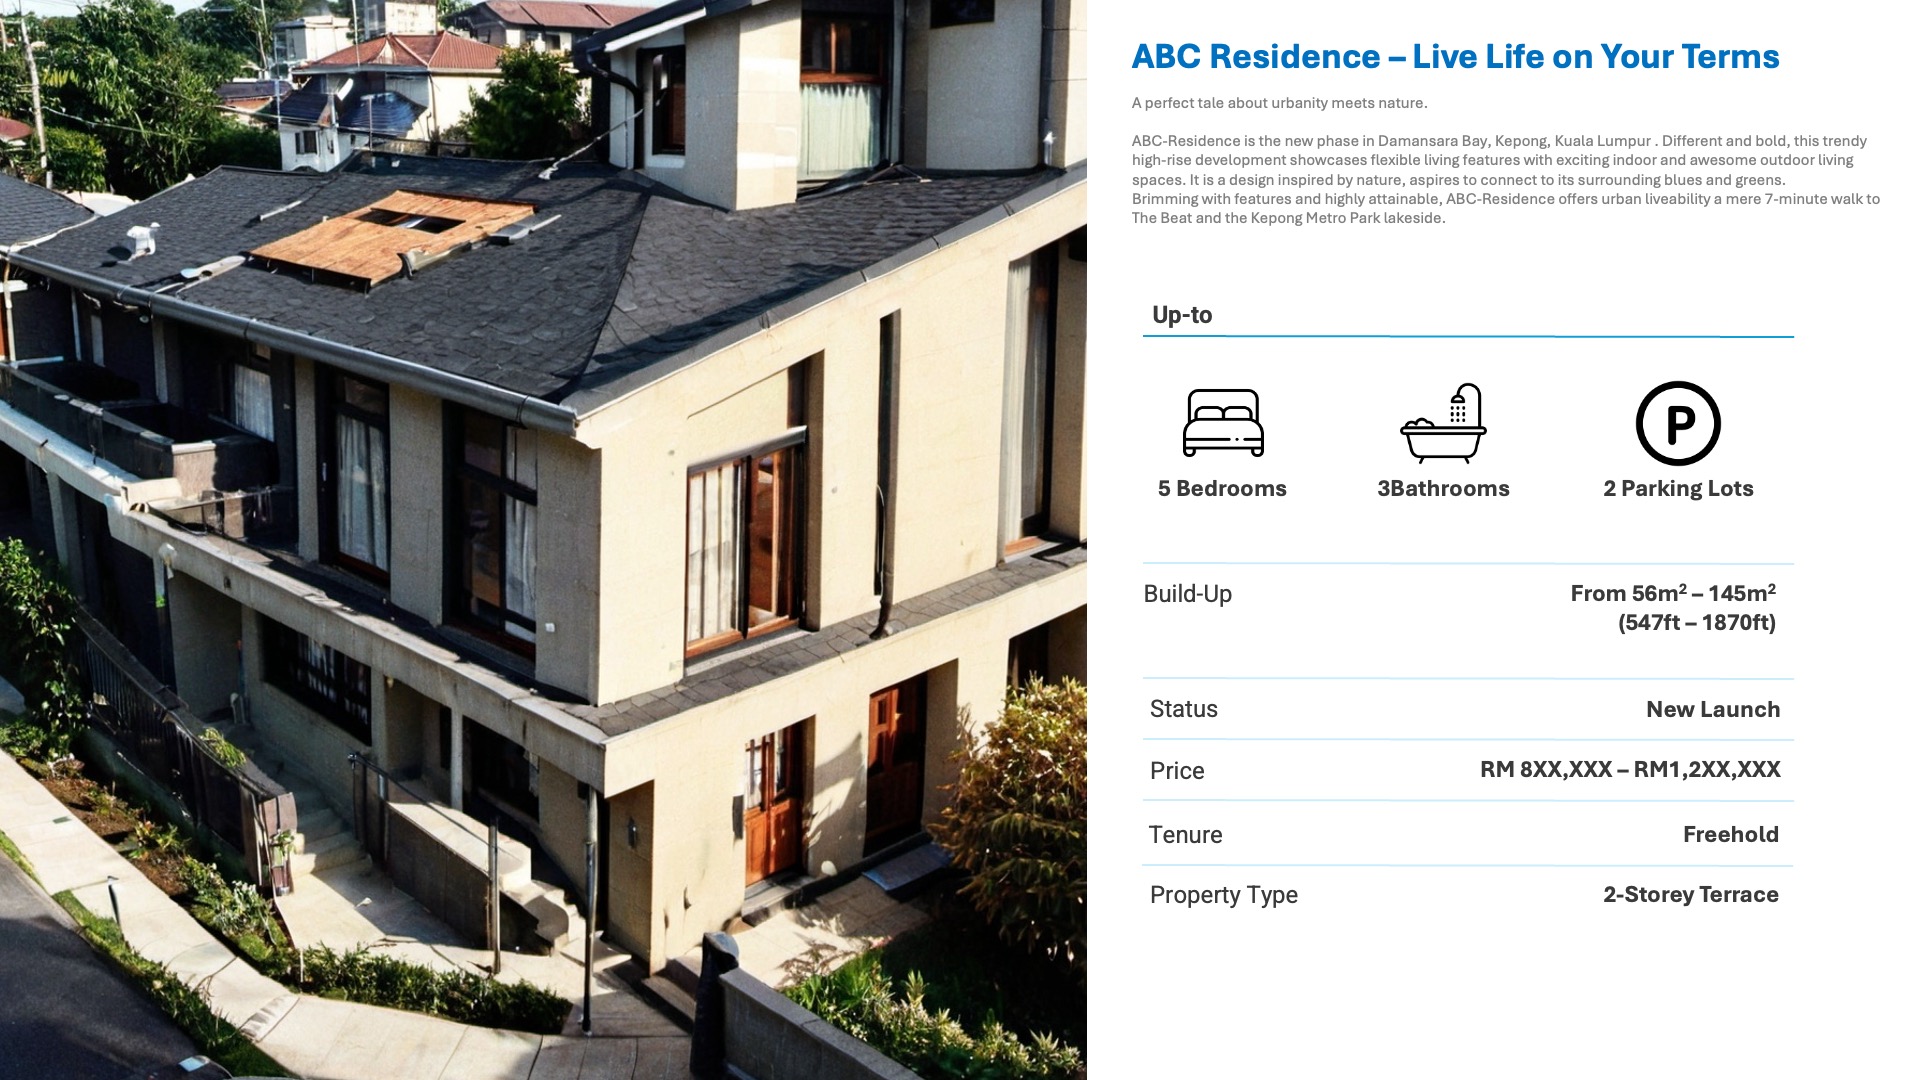 ABC Residence – Live Life on Your Terms
A perfect tale about urbanity meets nature.
ABC-Residence is the new phase in Damansara Bay, Kepong, Kuala Lumpur . Different and bold, this trendy
high-rise development showcases flexible living features with exciting indoor and awesome outdoor living
spaces. It is a design inspired by nature, aspires to connect to its surrounding blues and greens.
Brimming with features and highly attainable, ABC-Residence offers urban liveability a mere 7-minute walk to
The Beat and the Kepong Metro Park lakeside.
Up-to
P
5 Bedrooms
3Bathrooms
2 Parking Lots
Build-Up
From 56m² – 145m²
(547ft – 1870ft)
Status
New Launch
Price
RM 8XX,XXX – RM1,2XX,XXX
Tenure
Freehold
Property Type
2-Storey Terrace